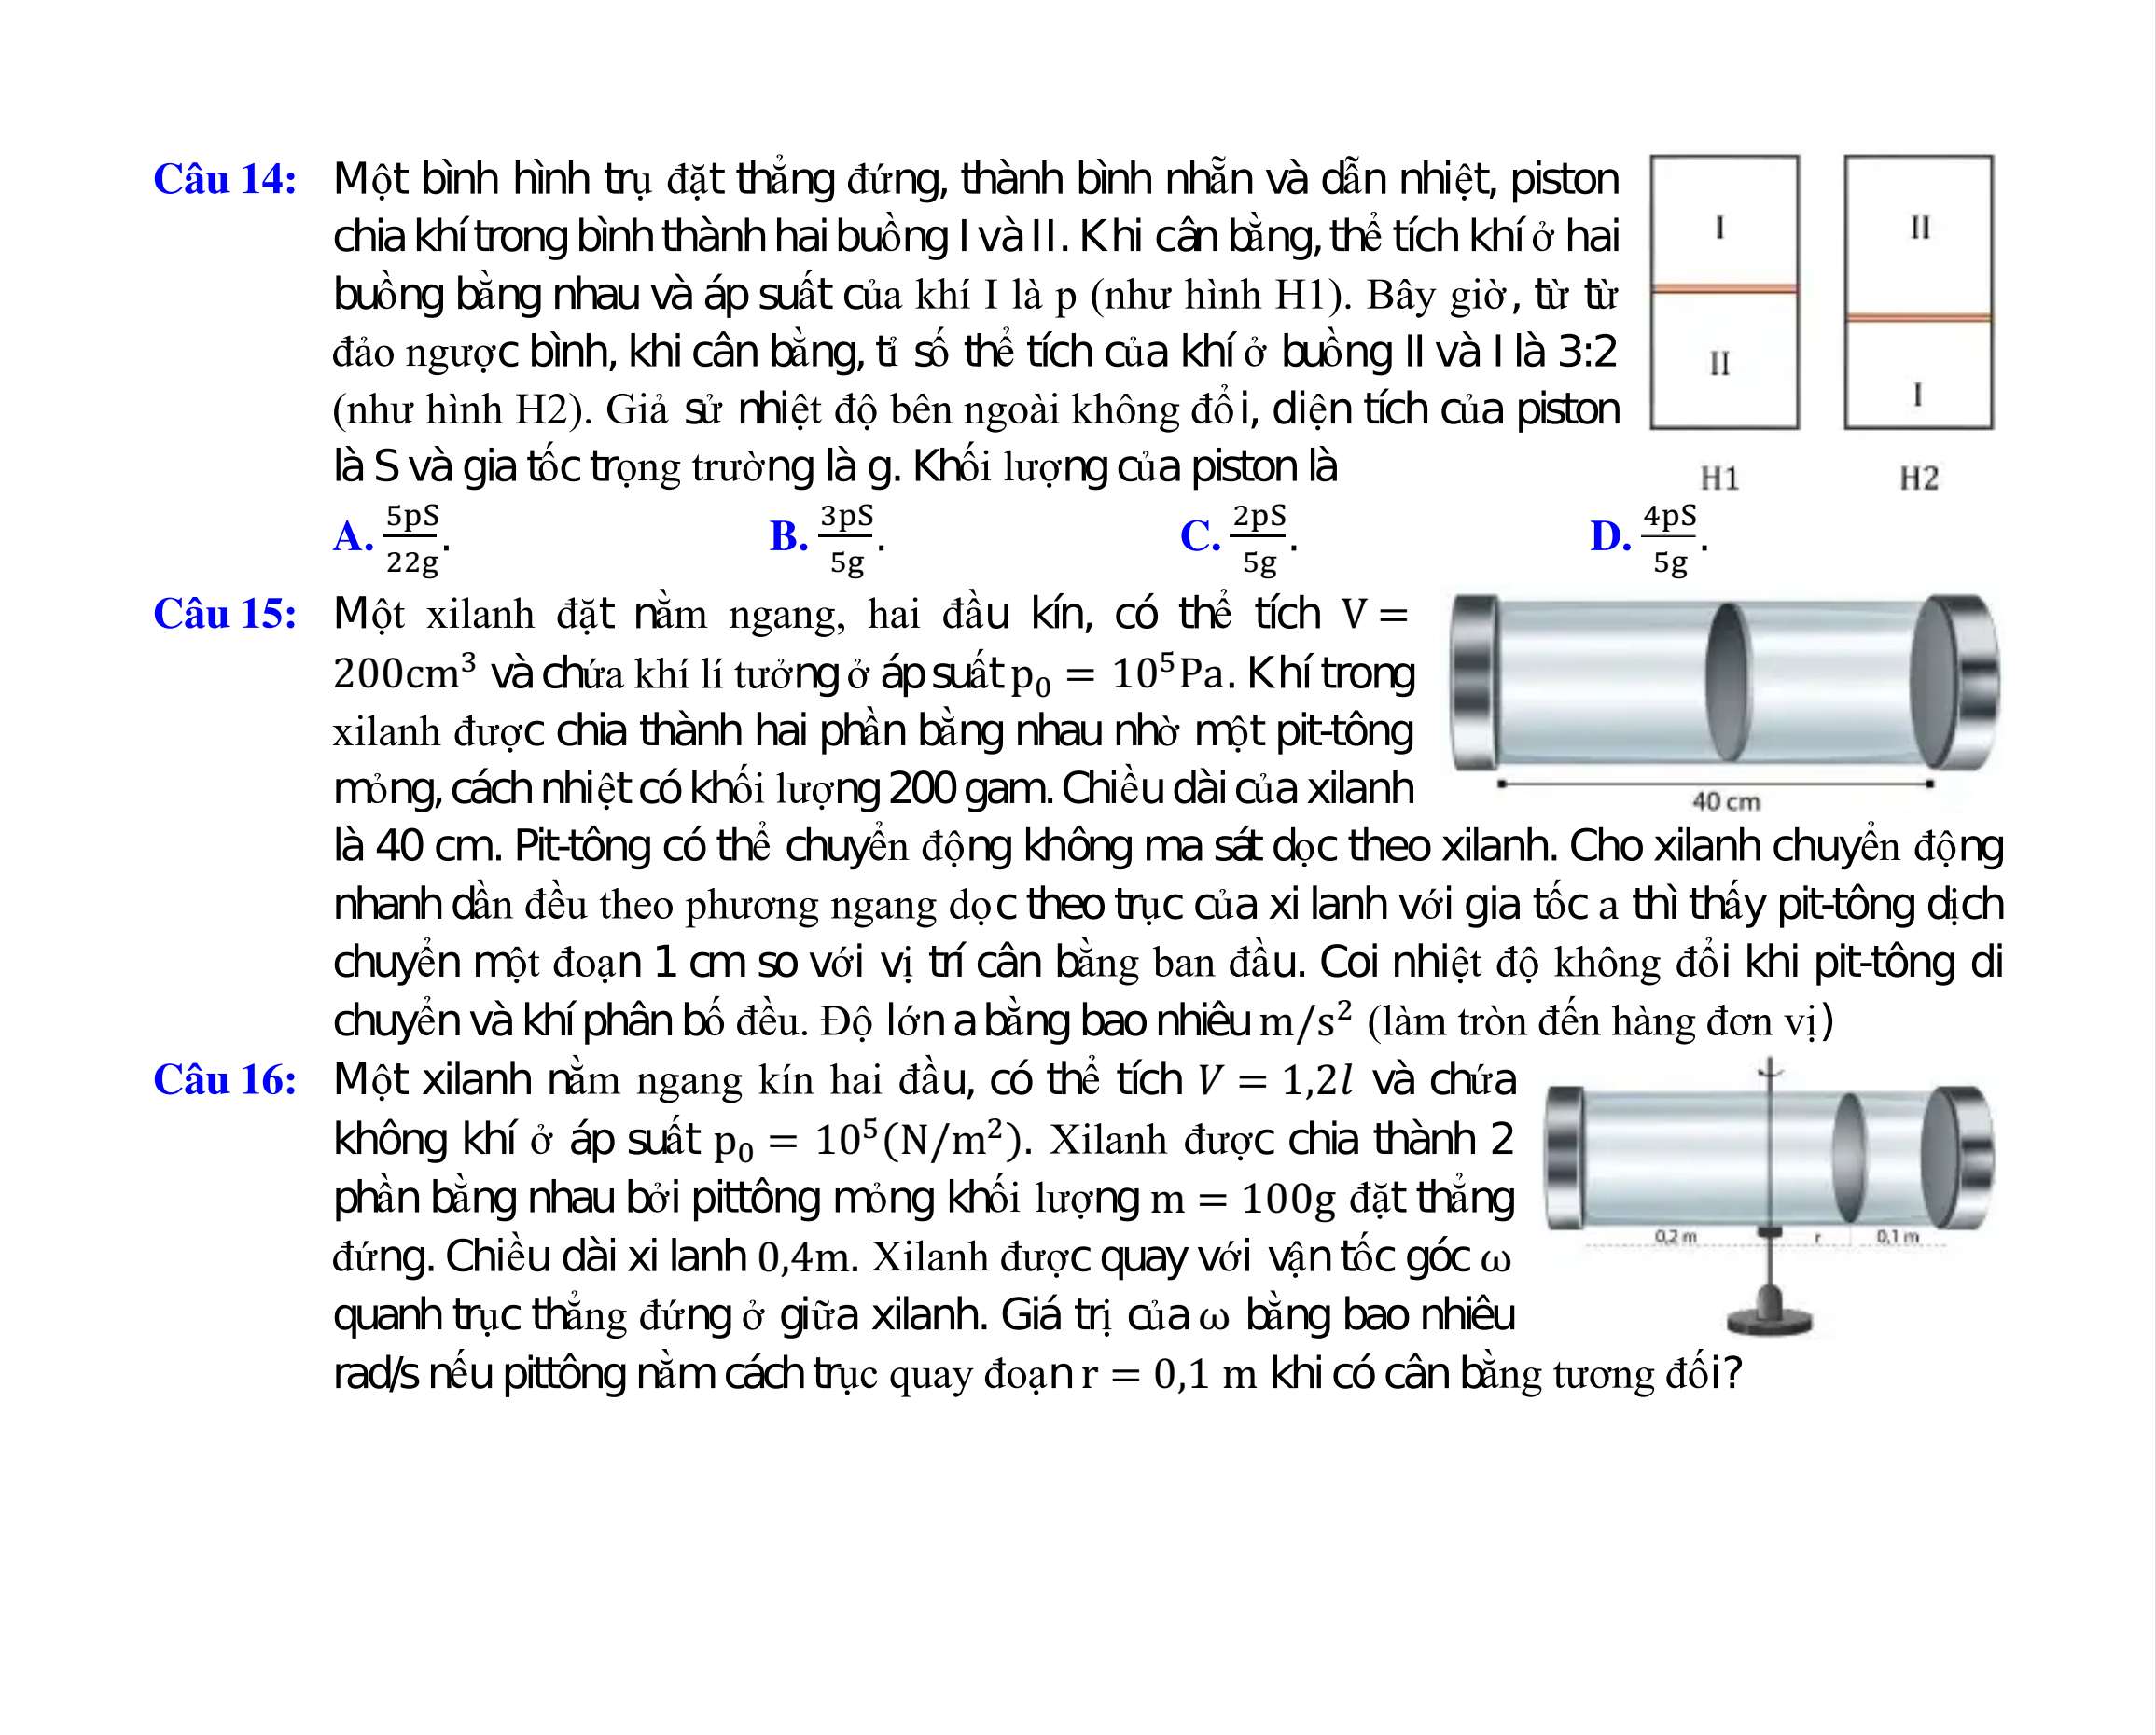 Câu 14: Một bình hình trụ đặt thẳng đứng, thành bình nhẵn và dẫn nhiệt, piston
chia khí trong bình thành hai buồng I và II. Khi cân bằng, thể tích khí ở hai
buồng bằng nhau và áp suất của khí I là p (như hình H1). Bây giờ, từ từ
đảo ngược bình, khi cân bằng, tỉ số thể tích của khí ở buồng II và I là 3:2
(như hình H2). Giả sử nhiệt độ bên ngoài không đổi, diện tích của piston
là S và gia tốc trọng trường là g. Khối lượng của piston là
I
II
II
I
H1
H2
A. 5pS/22g. B. 3pS/5g. C. 2pS/5g. D. 4pS/5g.
Câu 15: Một xilanh đặt nằm ngang, hai đầu kín, có thể tích V =
200cm³ và chứa khí lí tưởng ở áp suất p₀ = 10⁵Pa. Khí trong
xilanh được chia thành hai phần bằng nhau nhờ một pit-tông
mỏng, cách nhiệt có khối lượng 200 gam. Chiều dài của xilanh
40 cm
là 40 cm. Pit-tông có thể chuyển động không ma sát dọc theo xilanh. Cho xilanh chuyển động
nhanh dần đều theo phương ngang dọc theo trục của xi lanh với gia tốc a thì thấy pit-tông dịch
chuyển một đoạn 1 cm so với vị trí cân bằng ban đầu. Coi nhiệt độ không đổi khi pit-tông di
chuyển và khí phân bố đều. Độ lớn a bằng bao nhiêu m/s² (làm tròn đến hàng đơn vị)
Câu 16: Một xilanh nằm ngang kín hai đầu, có thể tích V = 1,2l và chứa
không khí ở áp suất p₀ = 10⁵(N/m²). Xilanh được chia thành 2
phần bằng nhau bởi pittông mỏng khối lượng m = 100g đặt thẳng
đứng. Chiều dài xi lanh 0,4m. Xilanh được quay với vận tốc góc ω
quanh trục thẳng đứng ở giữa xilanh. Giá trị của ω bằng bao nhiêu
rad/s nếu pittông nằm cách trục quay đoạn r = 0,1 m khi có cân bằng tương đối?
0,2 m r 0,1 m